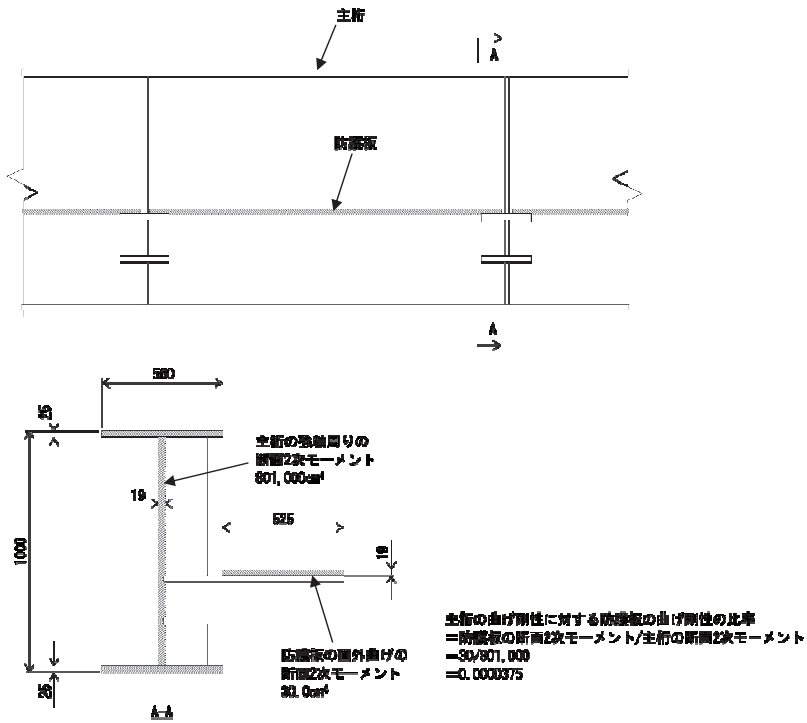 主桁
A
防護板
A
560
25
主桁の強軸周りの
断面2次モーメント
801,000cm⁴
19
525
1000
19
防護板の面外曲げの
断面2次モーメント
30.0cm⁴
25
A-A
主桁の曲げ剛性に対する防護板の曲げ剛性の比率
＝防護板の断面2次モーメント/主桁の断面2次モーメント
＝30/801,000
＝0.0000375